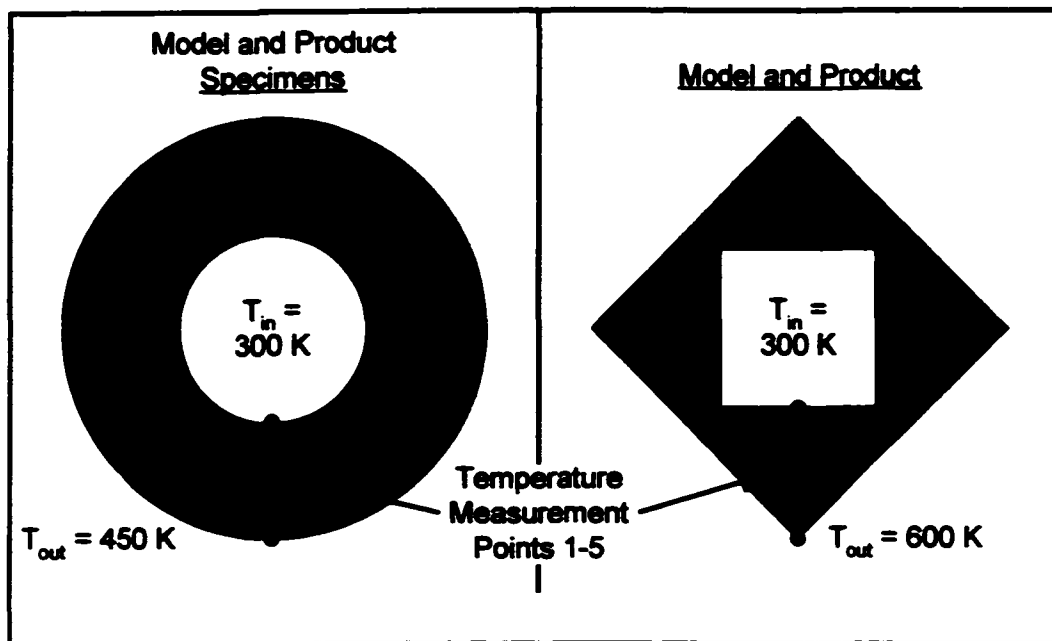 Model and Product
Specimens
T_in =
300 K
T_out = 450 K
Model and Product
T_in =
300 K
T_out = 600 K
Temperature
Measurement
Points 1-5